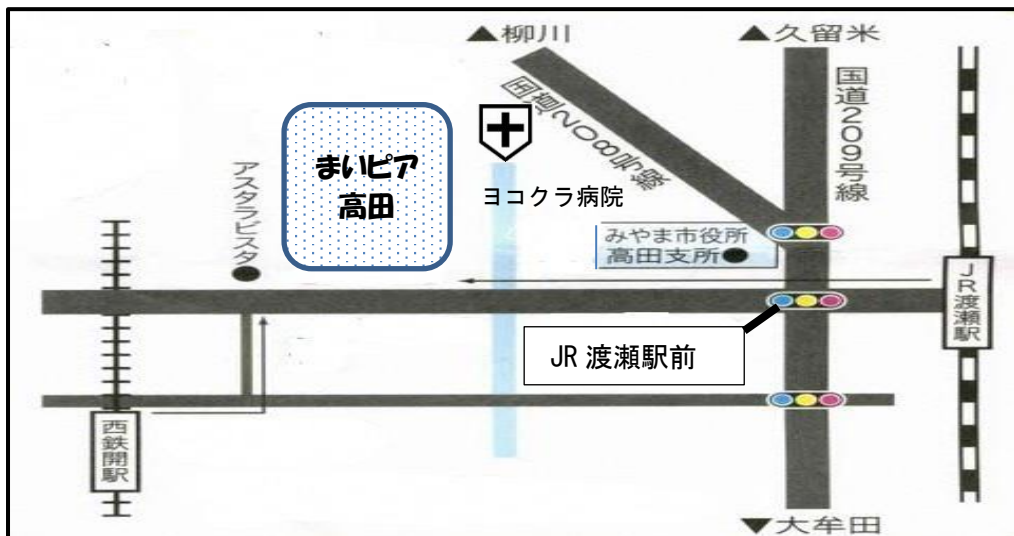 ▲柳川
▲久留米
国道208号線
国道209号線
まいピア
高田
ヨコクラ病院
アスタラビスタ
みやま市役所
高田支所●
JR渡瀬駅
JR 渡瀬駅前
西鉄開駅
▼大牟田